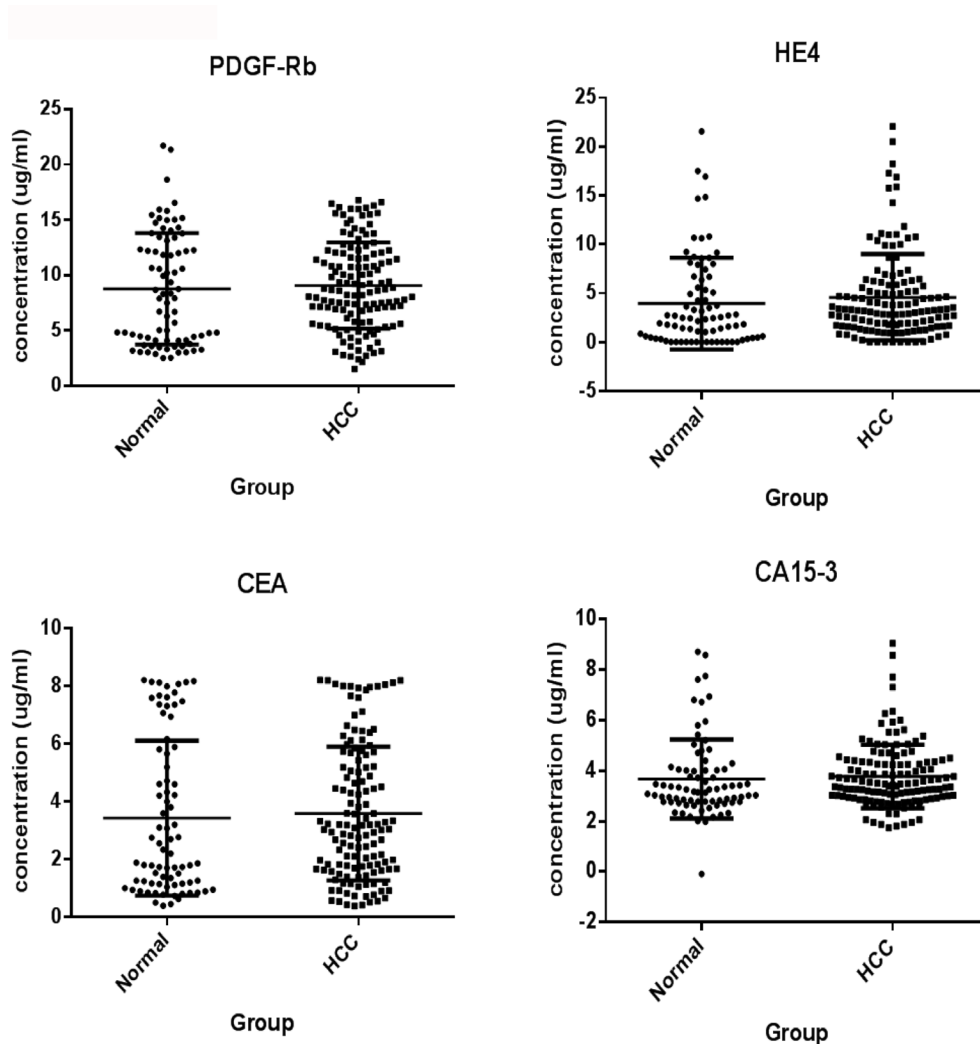 PDGF-Rb
concentration (ug/ml)
25
20
15
10
5
0
Normal
HCC
Group
HE4
concentration (ug/ml)
25
20
15
10
5
0
-5
Normal
HCC
Group
CEA
concentration (ug/ml)
10
8
6
4
2
0
Normal
HCC
Group
CA15-3
concentration (ug/ml)
10
8
6
4
2
0
-2
Normal
HCC
Group